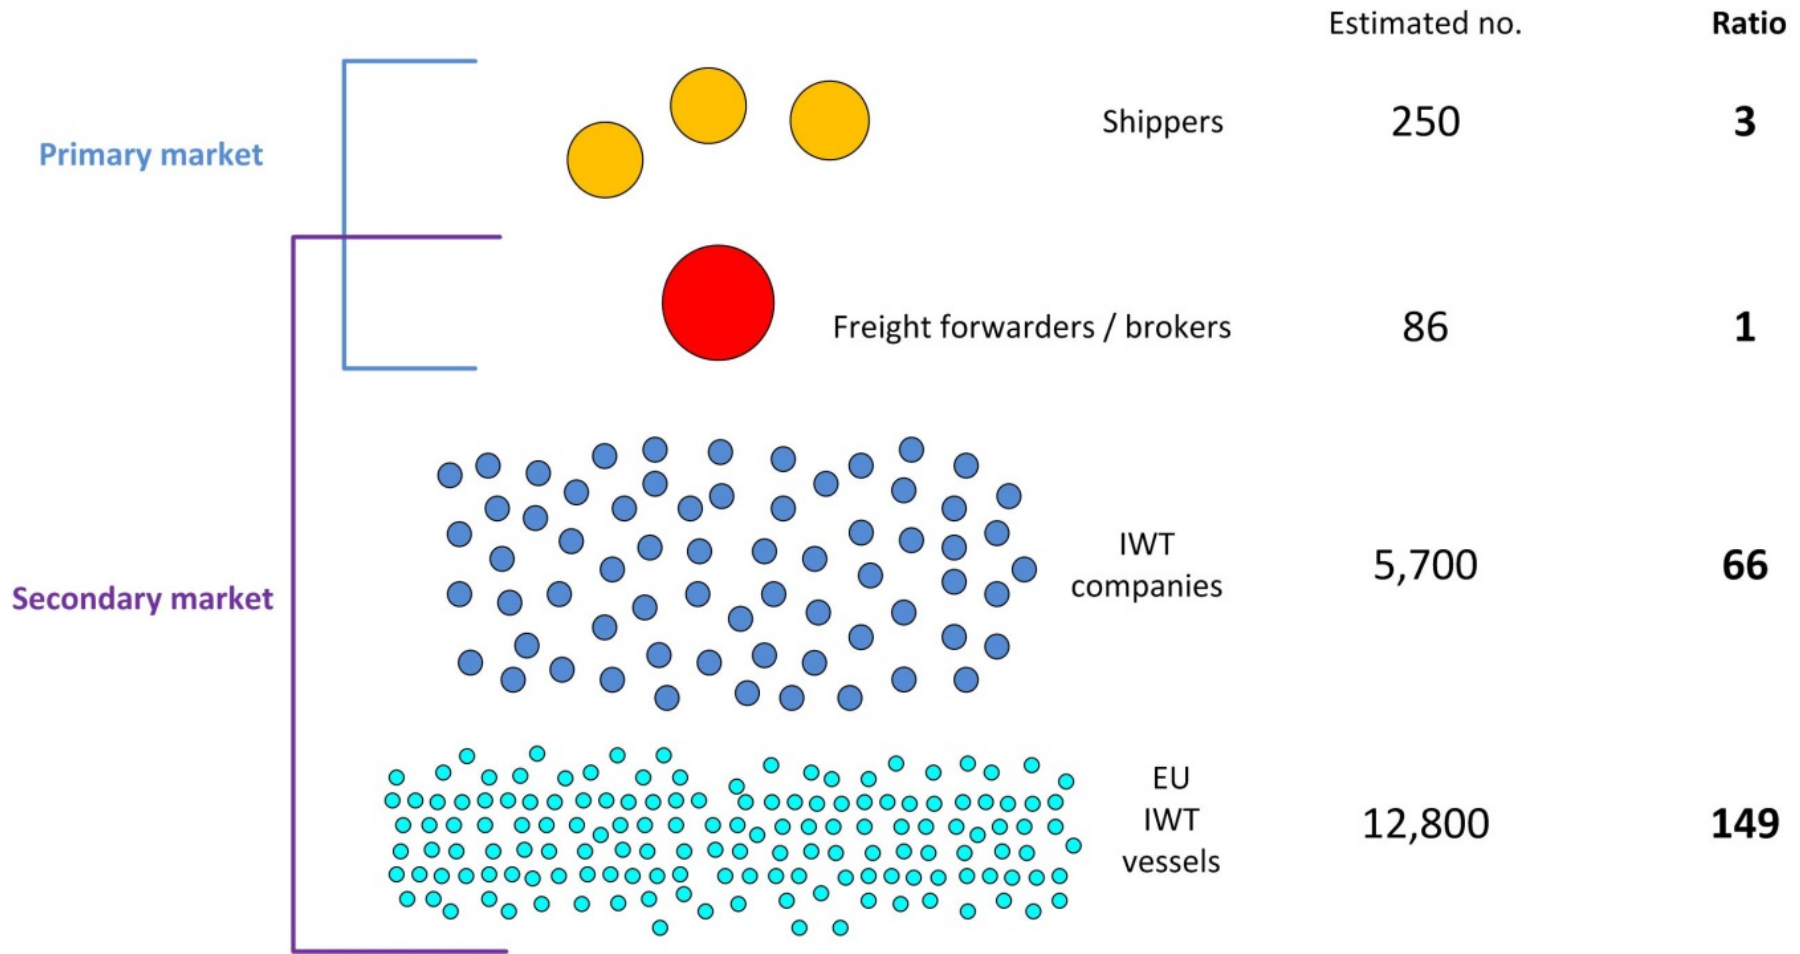 Estimated no. Ratio
Primary market
Shippers 250 3
Freight forwarders / brokers 86 1
Secondary market
IWT
companies 5,700 66
EU
IWT
vessels 12,800 149